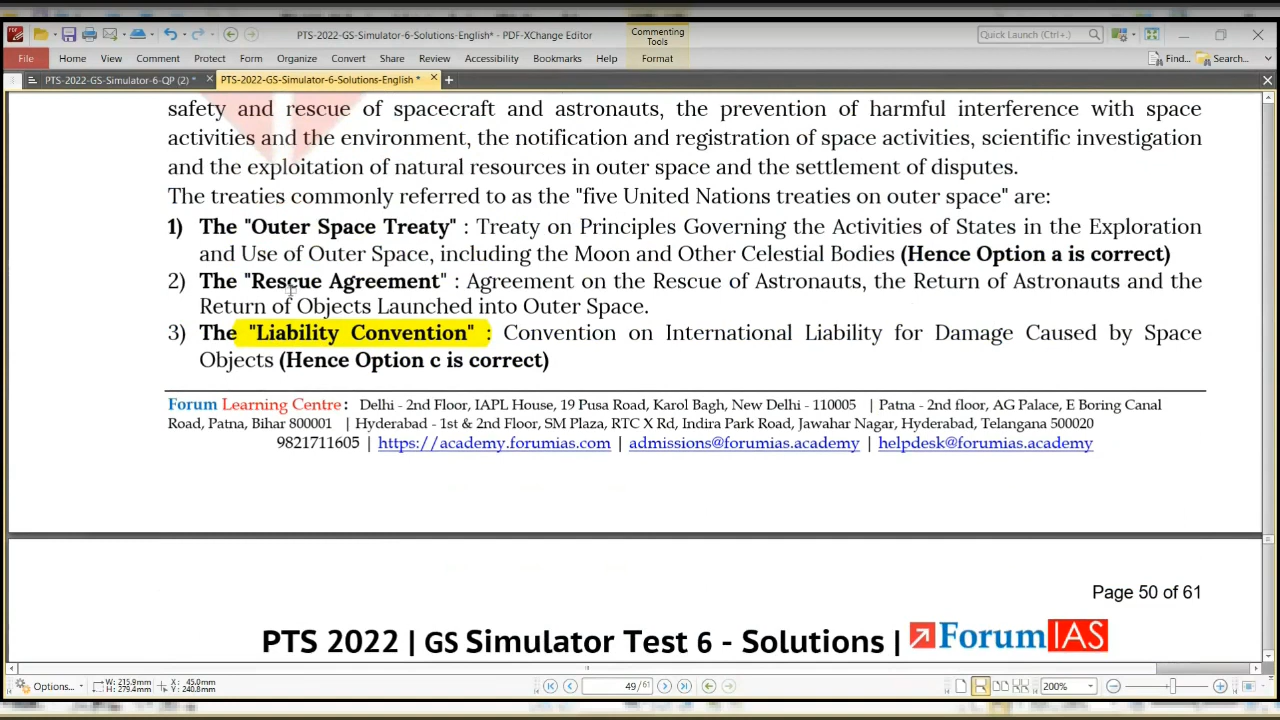 PTS-2022-GS-Simulator-6-Solutions-English* - PDF-XChange Editor
Commenting Tools
Quick Launch (Ctrl+.)
File Home View Comment Protect Form Organize Convert Share Review Accessibility Bookmarks Help Format Find... Search...
PTS-2022-GS-Simulator-6-QP (2) * PTS-2022-GS-Simulator-6-Solutions-English *
safety and rescue of spacecraft and astronauts, the prevention of harmful interference with space
activities and the environment, the notification and registration of space activities, scientific investigation
and the exploitation of natural resources in outer space and the settlement of disputes.
The treaties commonly referred to as the "five United Nations treaties on outer space" are:
1) The "Outer Space Treaty" : Treaty on Principles Governing the Activities of States in the Exploration
and Use of Outer Space, including the Moon and Other Celestial Bodies (Hence Option a is correct)
2) The "Rescue Agreement" : Agreement on the Rescue of Astronauts, the Return of Astronauts and the
Return of Objects Launched into Outer Space.
3) The "Liability Convention" : Convention on International Liability for Damage Caused by Space
Objects (Hence Option c is correct)
Forum Learning Centre : Delhi - 2nd Floor, IAPL House, 19 Pusa Road, Karol Bagh, New Delhi - 110005 | Patna - 2nd floor, AG Palace, E Boring Canal
Road, Patna, Bihar 800001 | Hyderabad - 1st & 2nd Floor, SM Plaza, RTC X Rd, Indira Park Road, Jawahar Nagar, Hyderabad, Telangana 500020
9821711605 | https://academy.forumias.com | admissions@forumias.academy | helpdesk@forumias.academy
Page 50 of 61
PTS 2022 | GS Simulator Test 6 - Solutions | ForumIAS
Options... W: 215.9mm H: 279.4mm X: 45.0mm Y: 240.8mm 49/61 200%